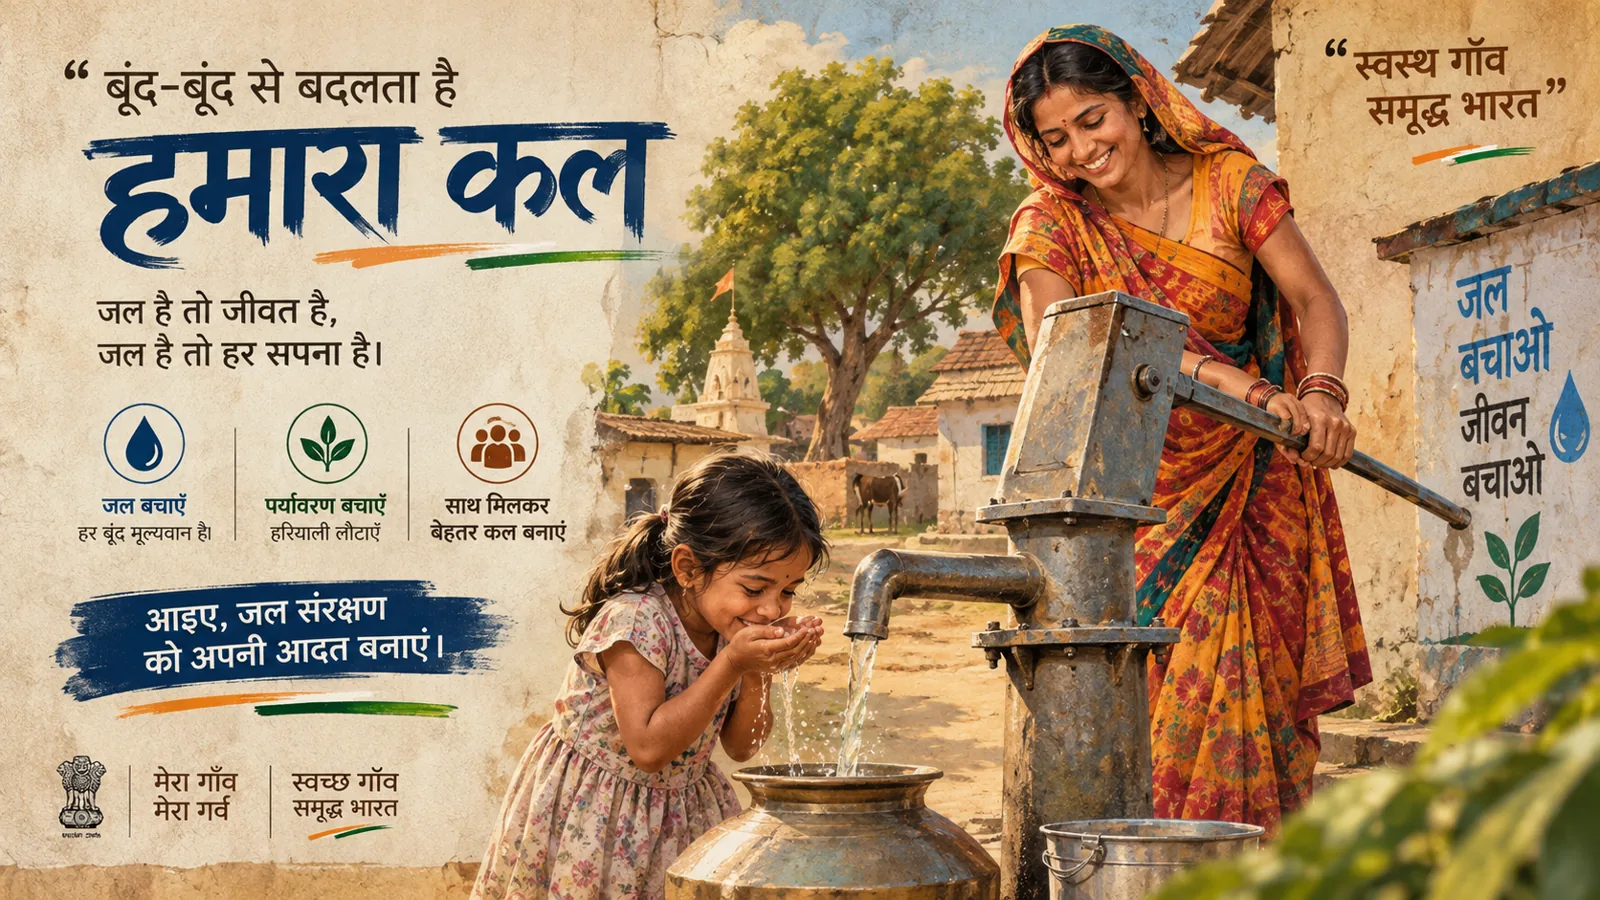 “ बूंद-बूंद से बदलता है
हमारा कल
जल है तो जीवत है,
जल है तो हर सपना है।
जल बचाएँ
हर बूंद मूल्यवान है।
पर्यावरण बचाएँ
हरियाली लौटाएँ
साथ मिलकर
बेहतर कल बनाएं
आइए, जल संरक्षण
को अपनी आदत बनाएं।
मेरा गाँव
मेरा गर्व
स्वच्छ गॉव
समृद्ध भारत
“ स्वस्थ गॉव
समृद्ध भारत ”
जल
बचाओ
जीवन
बचाओ